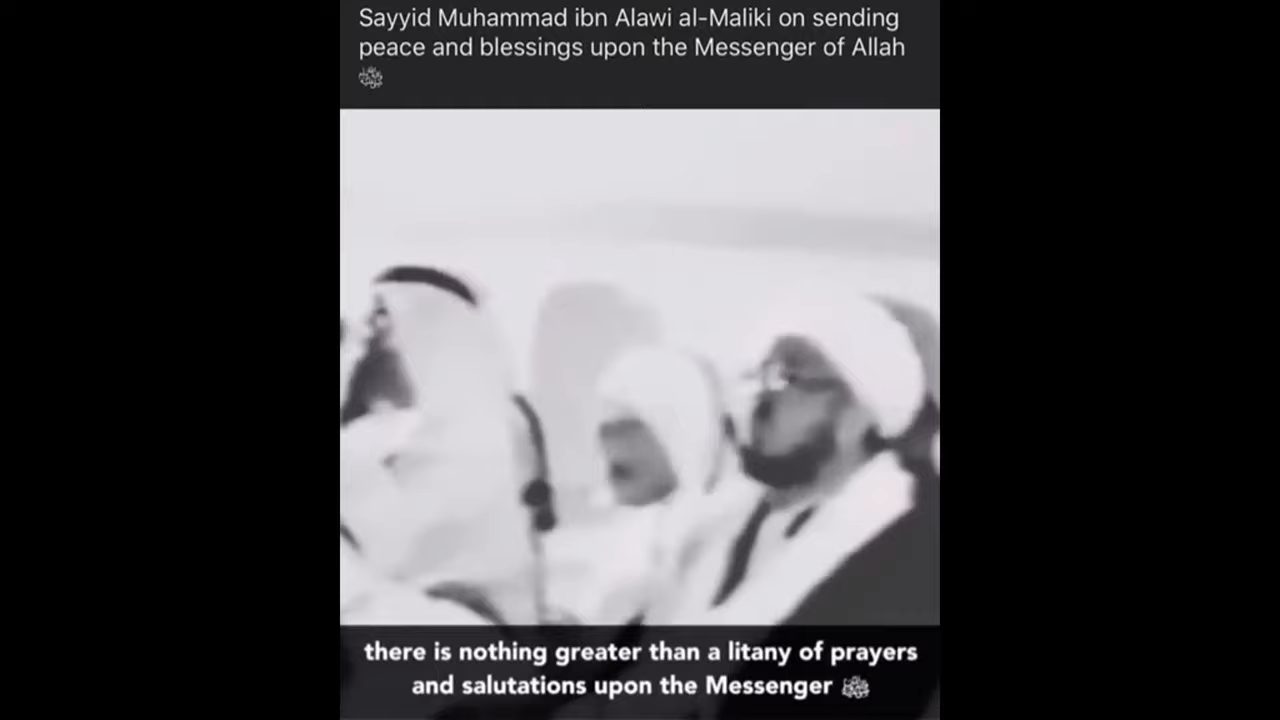 Sayyid Muhammad ibn Alawi al-Maliki on sending
peace and blessings upon the Messenger of Allah
ﷺ
there is nothing greater than a litany of prayers
and salutations upon the Messenger ﷺ